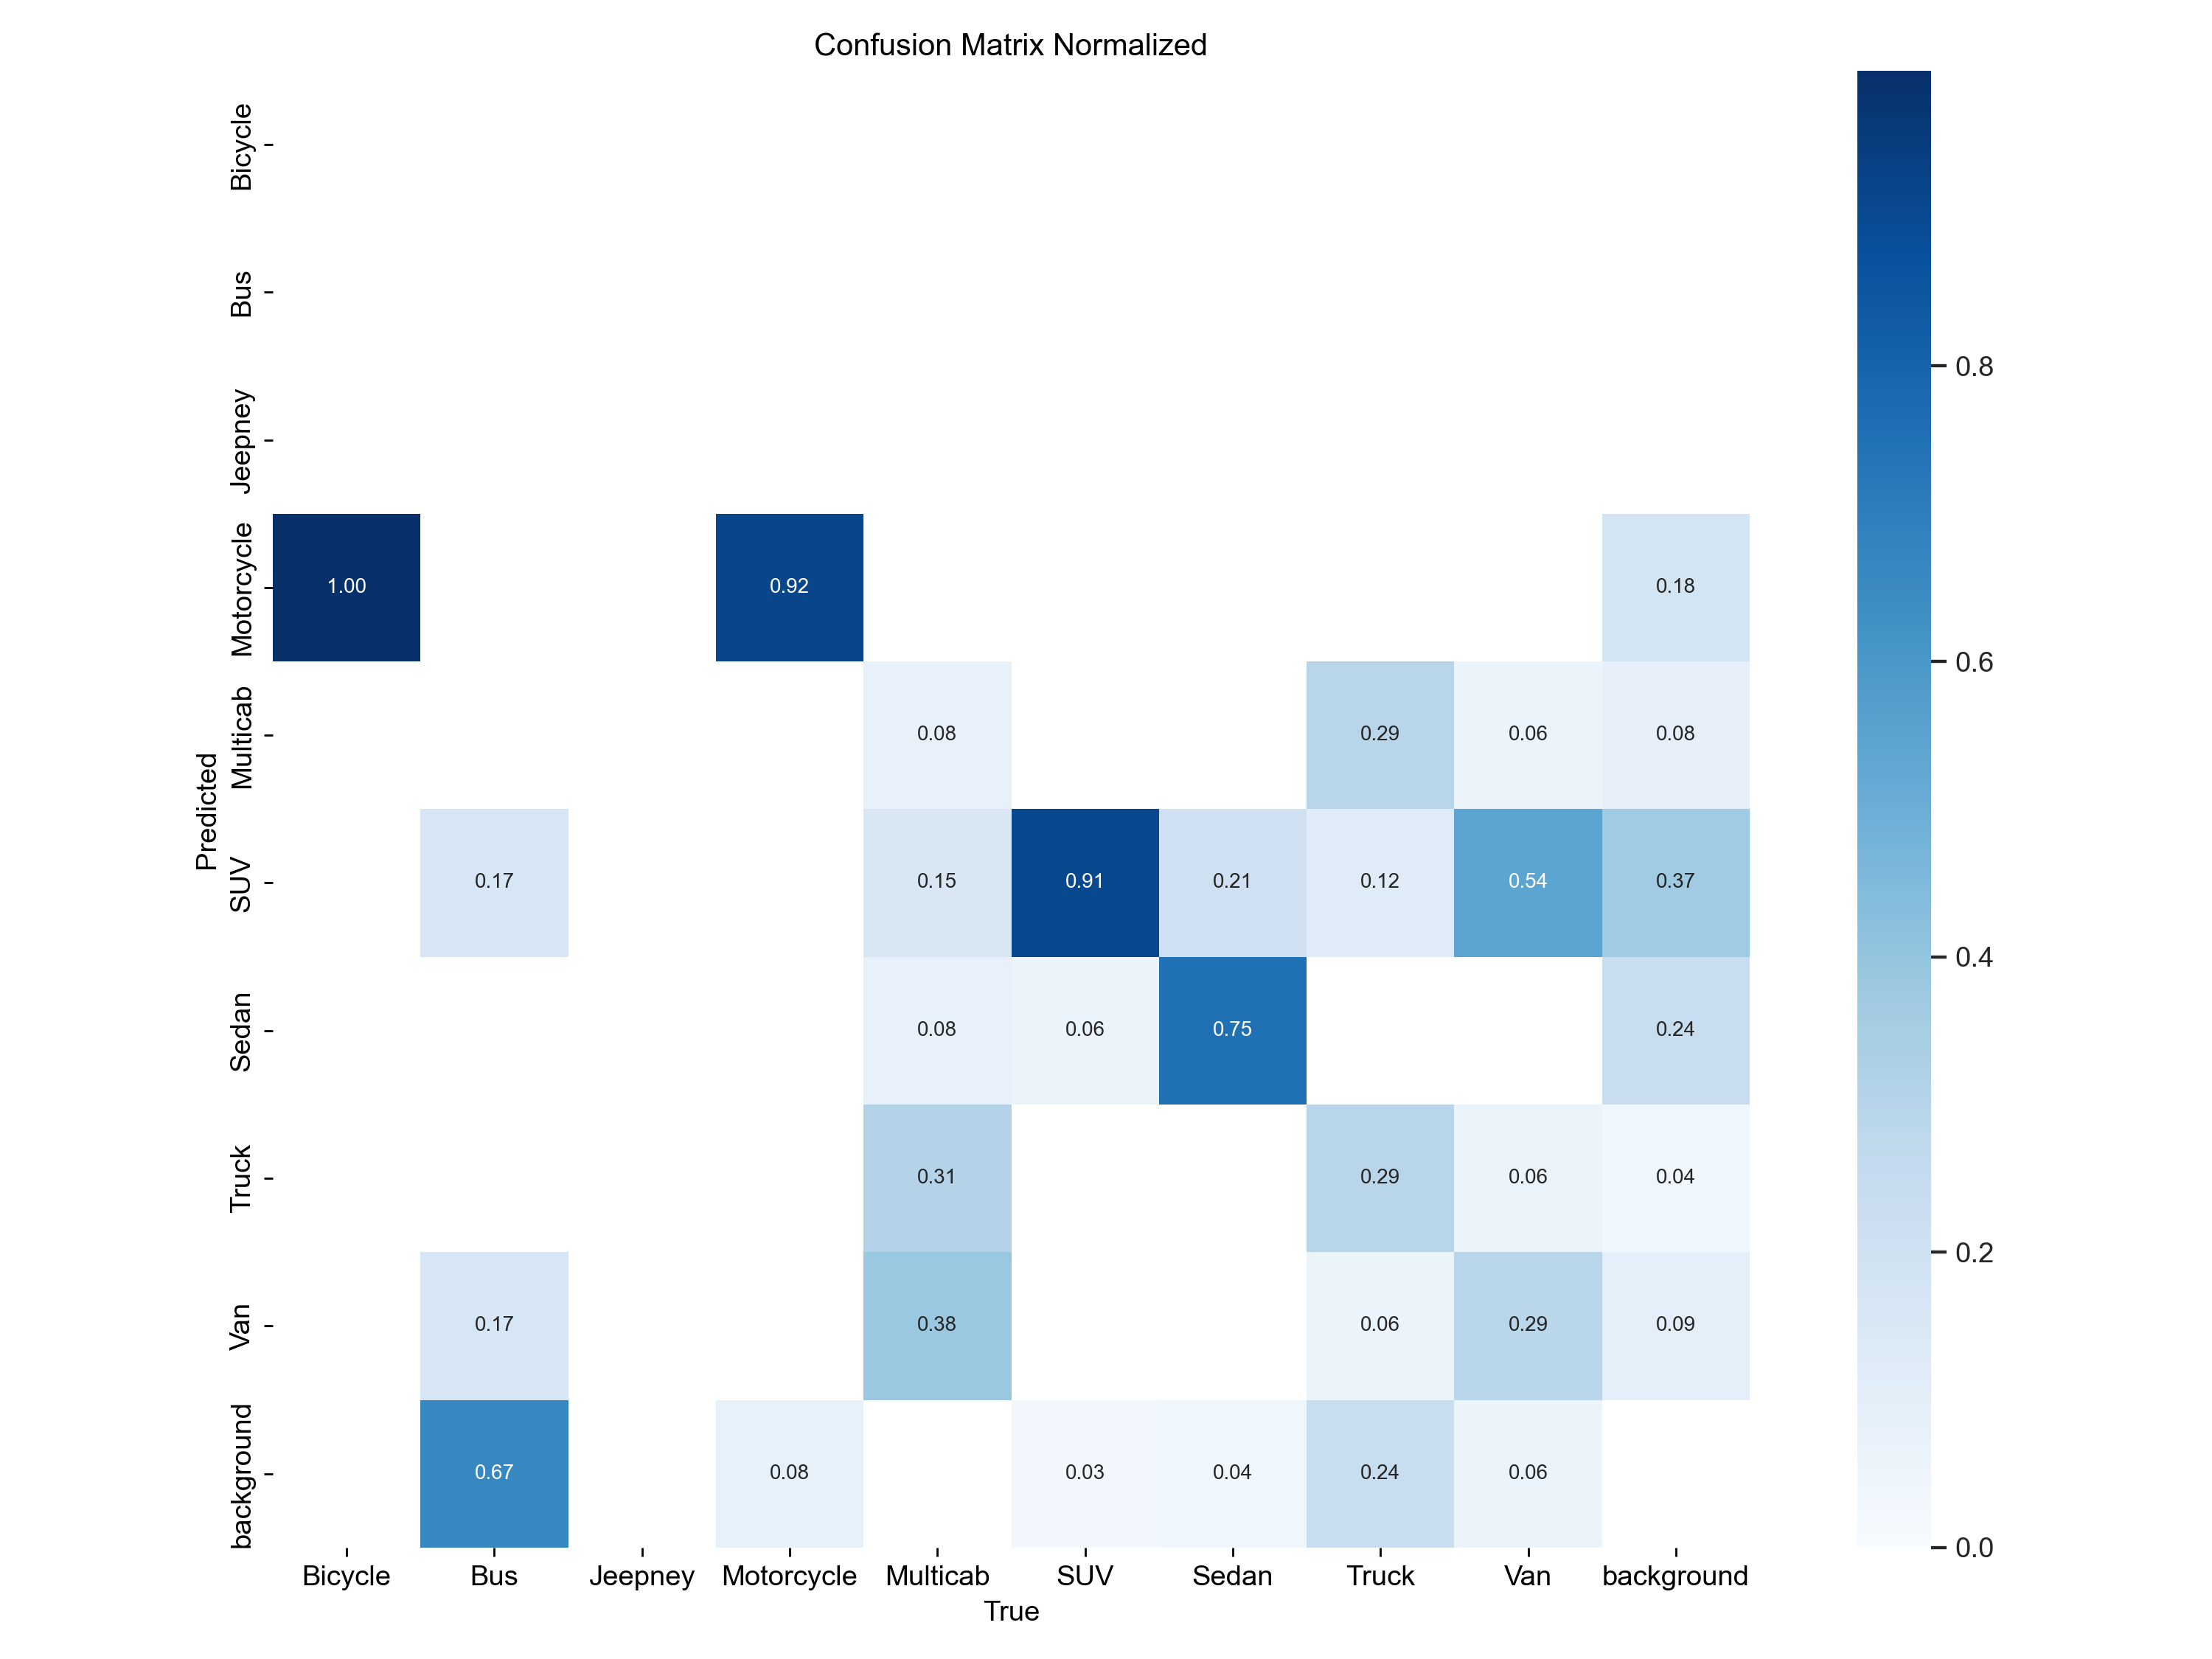 Confusion Matrix Normalized
Predicted
Bicycle
Bus
Jeepney
Motorcycle 1.00 0.92 0.18
Multicab 0.08 0.29 0.06 0.08
SUV 0.17 0.15 0.91 0.21 0.12 0.54 0.37
Sedan 0.08 0.06 0.75 0.24
Truck 0.31 0.29 0.06 0.04
Van 0.17 0.38 0.06 0.29 0.09
background 0.67 0.08 0.03 0.04 0.24 0.06
Bicycle Bus Jeepney Motorcycle Multicab SUV Sedan Truck Van background
True
0.8
0.6
0.4
0.2
0.0